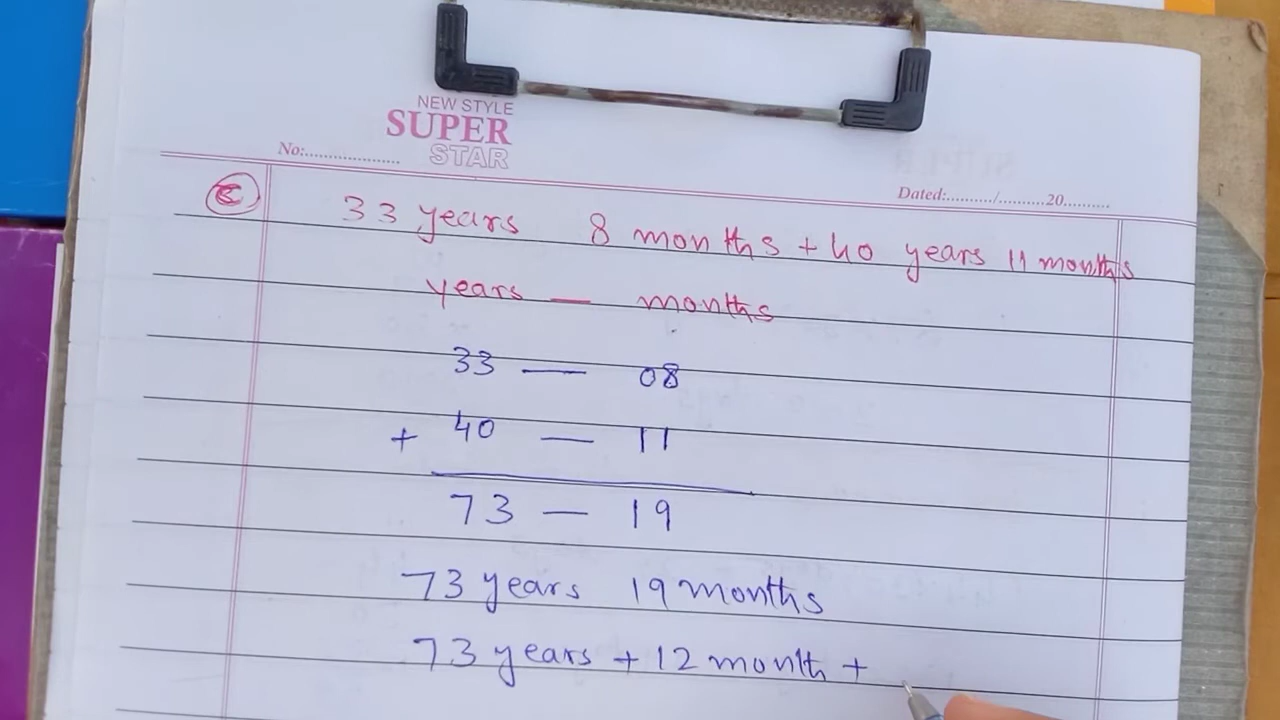 NEW STYLE
SUPER
STAR
No:....................
Dated:........../..........20..........
33 years 8 months + 40 years 11 months
years — months
33 — 08
+ 40 — 11
73 — 19
73 years 19 months
73 years + 12 month +